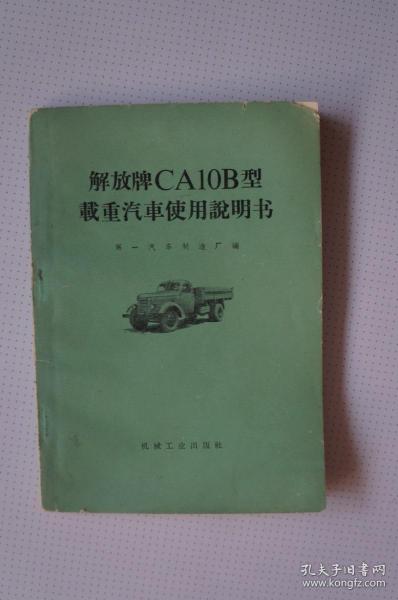 解放牌CA10B型
載重汽車使用說明书
第一汽车制造厂编
机械工业出版社
孔夫子旧书网
www.kongfz.com